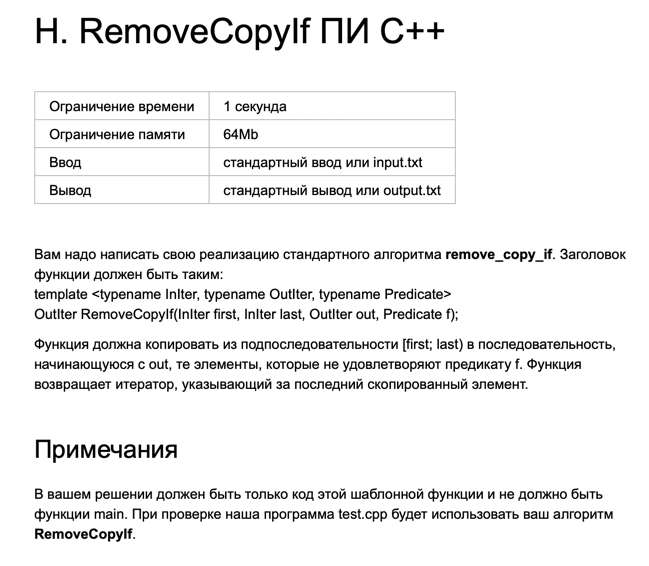 H. RemoveCopyIf ПИ С++
Ограничение времени 1 секунда
Ограничение памяти 64Mb
Ввод стандартный ввод или input.txt
Вывод стандартный вывод или output.txt
Вам надо написать свою реализацию стандартного алгоритма remove_copy_if. Заголовок
функции должен быть таким:
template <typename InIter, typename OutIter, typename Predicate>
OutIter RemoveCopyIf(InIter first, InIter last, OutIter out, Predicate f);
Функция должна копировать из подпоследовательности [first; last) в последовательность,
начинающуюся с out, те элементы, которые не удовлетворяют предикату f. Функция
возвращает итератор, указывающий за последний скопированный элемент.
Примечания
В вашем решении должен быть только код этой шаблонной функции и не должно быть
функции main. При проверке наша программа test.cpp будет использовать ваш алгоритм
RemoveCopyIf.